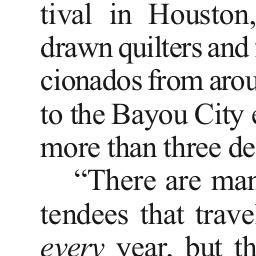 tival in Houston,
drawn quilters and
cionados from arou
to the Bayou City
more than three de
“There are man
tendees that trave
every year, but th